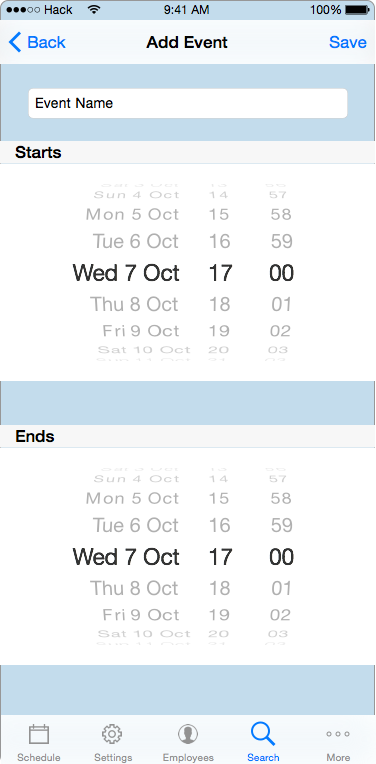 Hack 9:41 AM 100%
Back Add Event Save
Event Name
Starts
Sun 4 Oct 14 57
Mon 5 Oct 15 58
Tue 6 Oct 16 59
Wed 7 Oct 17 00
Thu 8 Oct 18 01
Fri 9 Oct 19 02
Sat 10 Oct 20 03
Ends
Sun 4 Oct 14 57
Mon 5 Oct 15 58
Tue 6 Oct 16 59
Wed 7 Oct 17 00
Thu 8 Oct 18 01
Fri 9 Oct 19 02
Sat 10 Oct 20 03
Schedule Settings Employees Search More